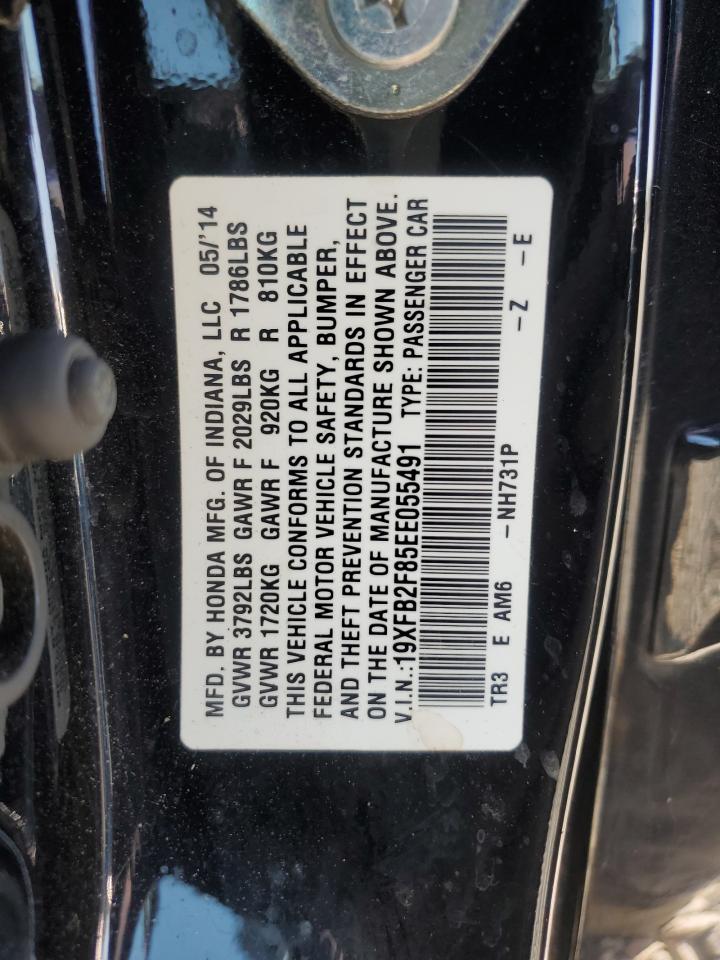 MFD. BY HONDA MFG. OF INDIANA, LLC 05/'14
GVWR 3792LBS GAWR F 2029LBS R 1786LBS
GVWR 1720KG GAWR F 920KG R 810KG
THIS VEHICLE CONFORMS TO ALL APPLICABLE
FEDERAL MOTOR VEHICLE SAFETY, BUMPER,
AND THEFT PREVENTION STANDARDS IN EFFECT
ON THE DATE OF MANUFACTURE SHOWN ABOVE.
V.I.N.:19XFB2F85EE055491 TYPE: PASSENGER CAR
TR3 E AM6 -NH731P -Z -E